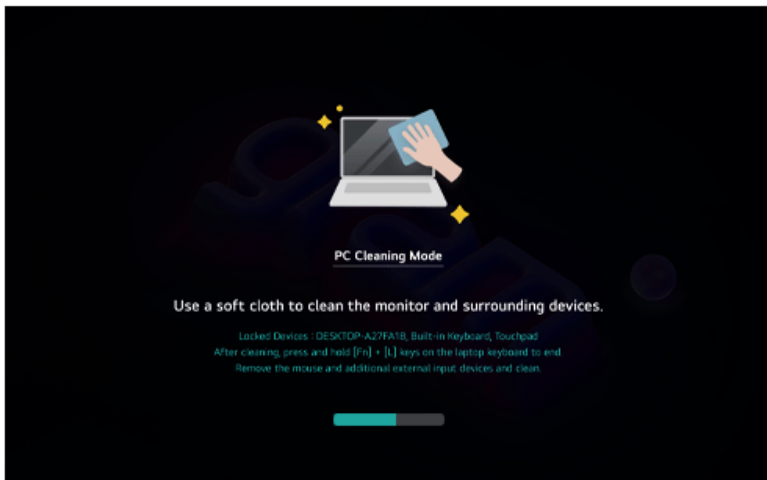 PC Cleaning Mode
Use a soft cloth to clean the monitor and surrounding devices.
Locked Devices : DESKTOP-A27FA1B, Built-in Keyboard, Touchpad
After cleaning, press and hold [Fn] + [L] keys on the laptop keyboard to end.
Remove the mouse and additional external input devices and clean.